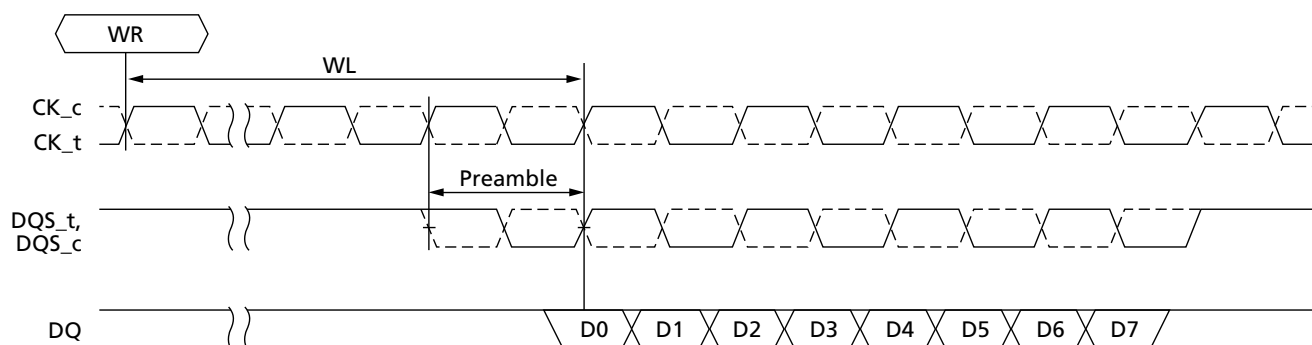 WR
WL
CK_c
CK_t
Preamble
DQS_t,
DQS_c
DQ D0 D1 D2 D3 D4 D5 D6 D7